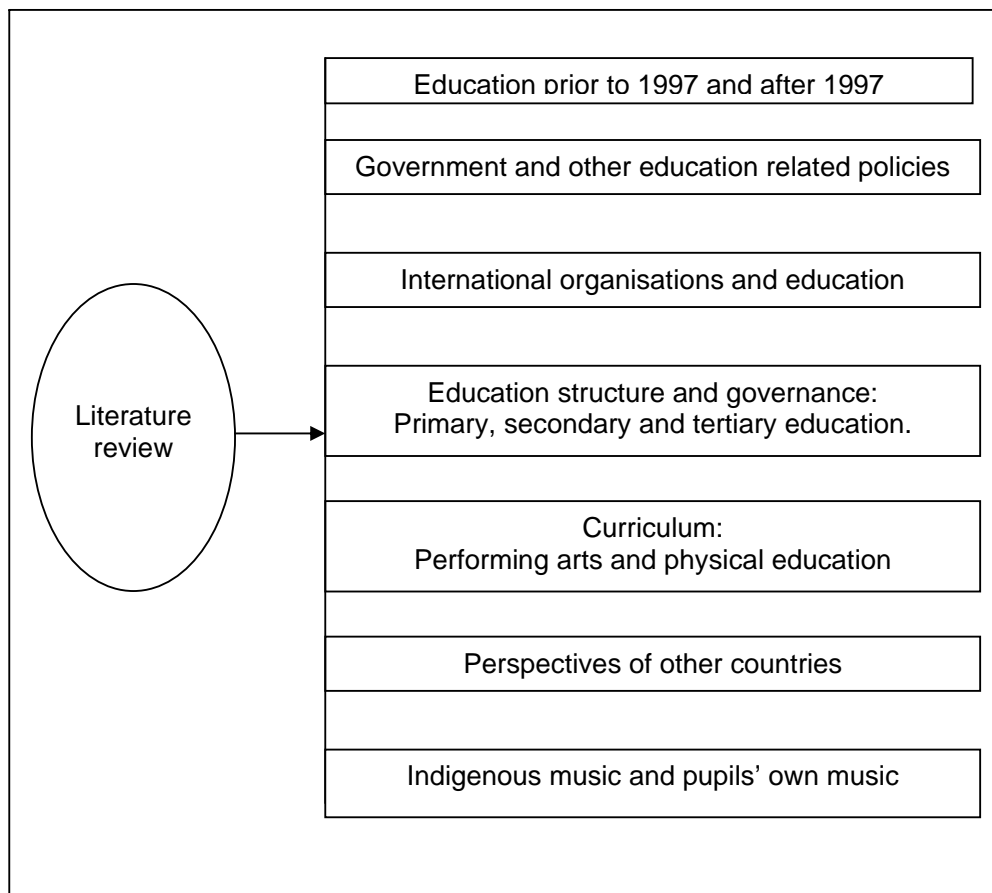 Education prior to 1997 and after 1997
Government and other education related policies
International organisations and education
Literature
review
Education structure and governance:
Primary, secondary and tertiary education.
Curriculum:
Performing arts and physical education
Perspectives of other countries
Indigenous music and pupils’ own music